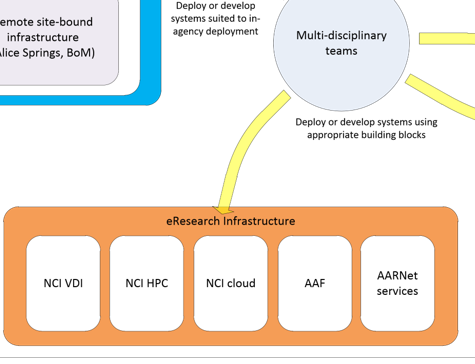 emote site-bound
infrastructure
Alice Springs, BoM)
Deploy or develop
systems suited to in-
agency deployment
Multi-disciplinary
teams
Deploy or develop systems using
appropriate building blocks
eResearch Infrastructure
NCI VDI
NCI HPC
NCI cloud
AAF
AARNet
services